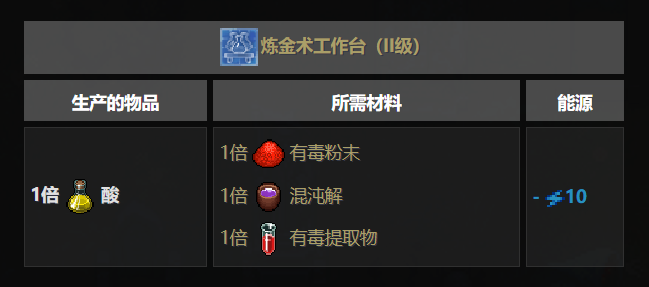 炼金术工作台（II级）
生产的物品 所需材料 能源
1倍 酸
1倍 有毒粉末
1倍 混沌解
1倍 有毒提取物
- 10